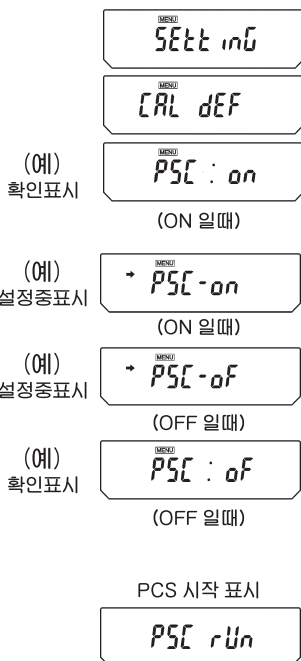 MENU
SEtt inG
MENU
CAL dEF
(예)
확인표시
MENU
PSC : on
(ON 일때)
(예)
설정중표시
➡ MENU
PSC-on
(ON 일때)
(예)
설정중표시
➡ MENU
PSC-oF
(OFF 일때)
(예)
확인표시
MENU
PSC : oF
(OFF 일때)
PCS 시작 표시
PSC rUn